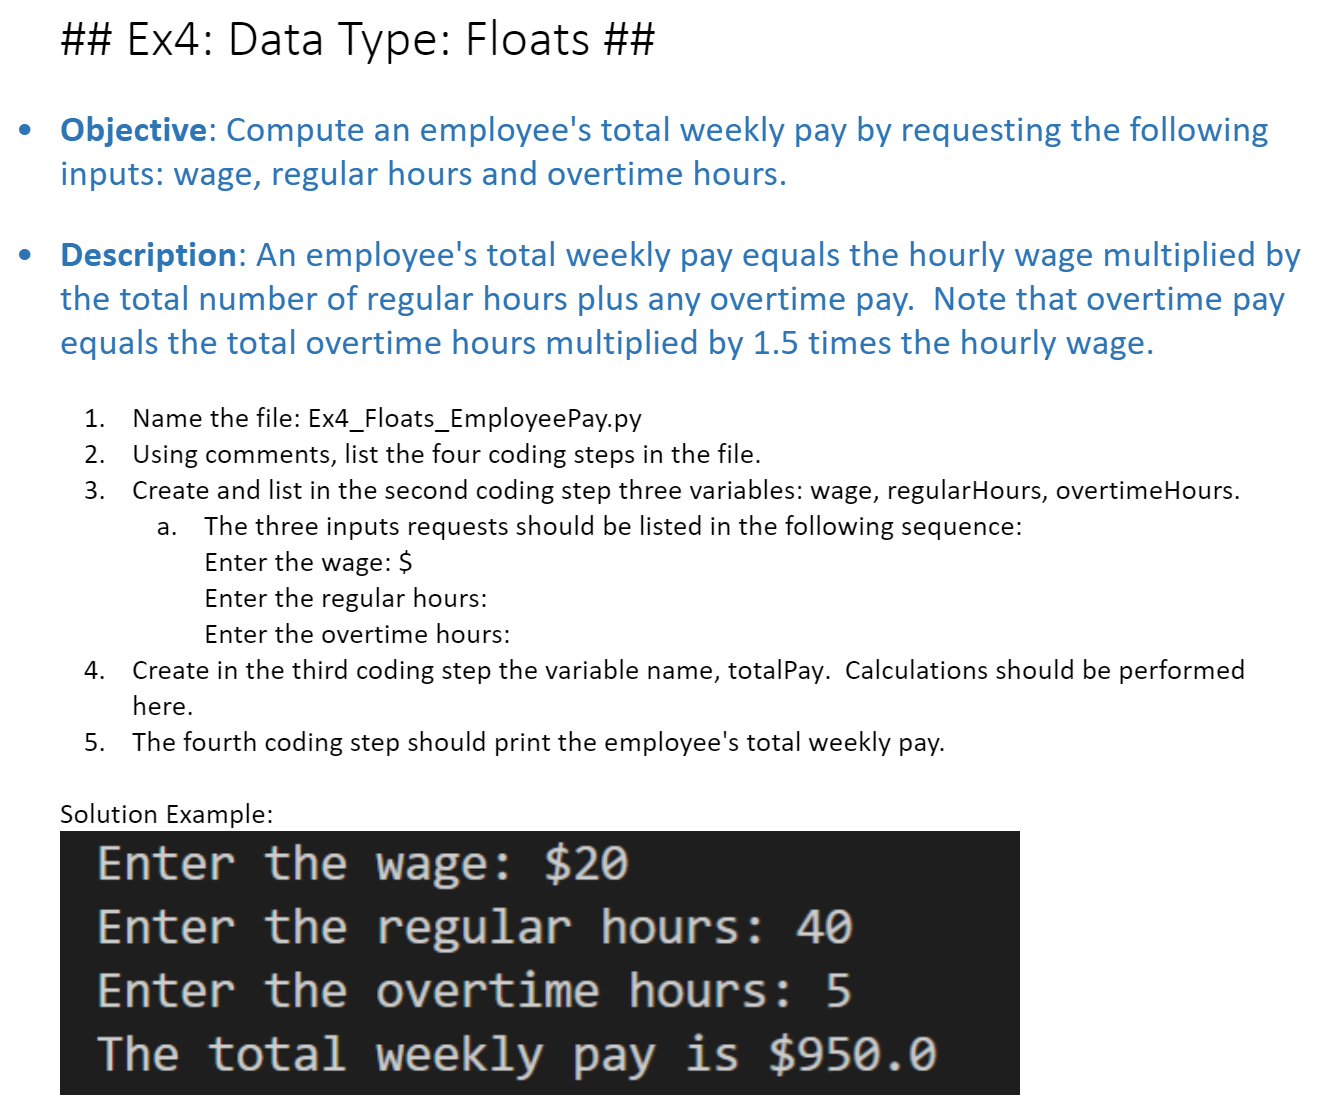 ## Ex4: Data Type: Floats ##
• Objective: Compute an employee's total weekly pay by requesting the following
inputs: wage, regular hours and overtime hours.
• Description: An employee's total weekly pay equals the hourly wage multiplied by
the total number of regular hours plus any overtime pay.  Note that overtime pay
equals the total overtime hours multiplied by 1.5 times the hourly wage.
1. Name the file: Ex4_Floats_EmployeePay.py
2. Using comments, list the four coding steps in the file.
3. Create and list in the second coding step three variables: wage, regularHours, overtimeHours.
a. The three inputs requests should be listed in the following sequence:
Enter the wage: $
Enter the regular hours:
Enter the overtime hours:
4. Create in the third coding step the variable name, totalPay.  Calculations should be performed
here.
5. The fourth coding step should print the employee's total weekly pay.
Solution Example:
Enter the wage: $20
Enter the regular hours: 40
Enter the overtime hours: 5
The total weekly pay is $950.0